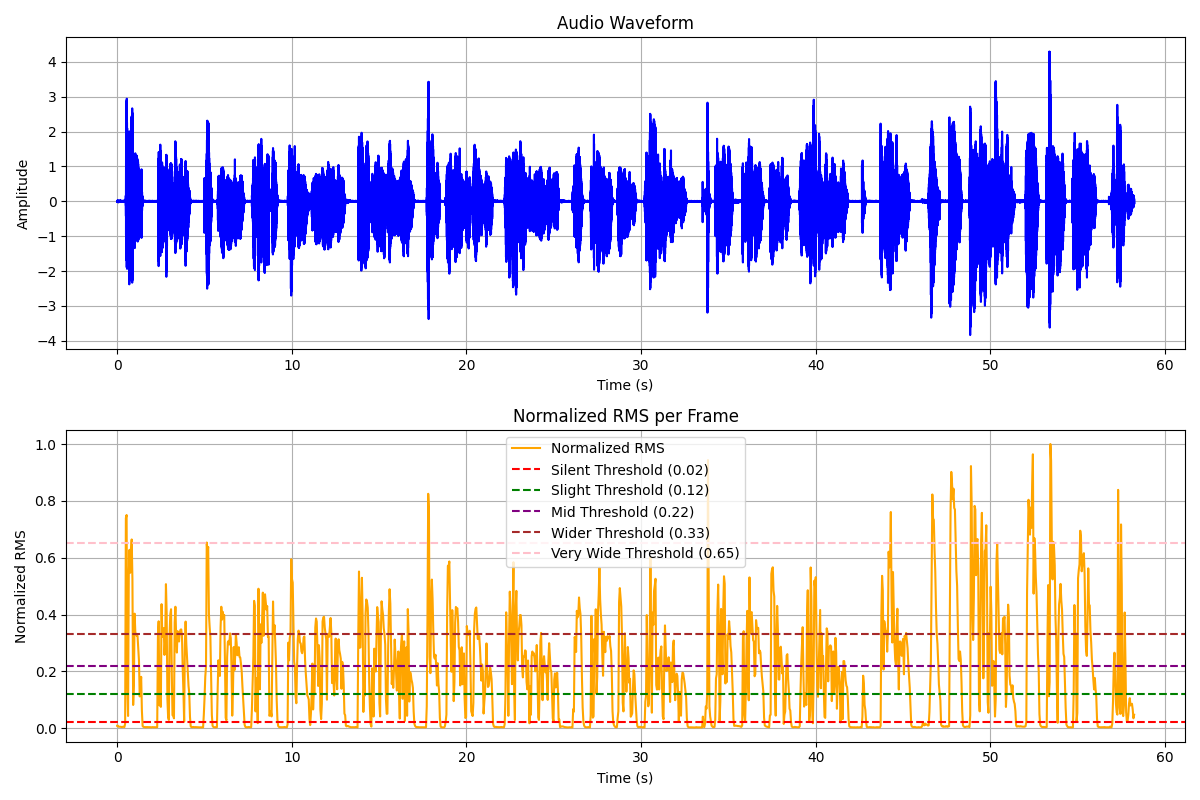 Audio Waveform
4
3
2
1
0
−1
−2
−3
−4
Amplitude
0 10 20 30 40 50 60
Time (s)
Normalized RMS per Frame
1.0
0.8
0.6
0.4
0.2
0.0
Normalized RMS
Normalized RMS
Silent Threshold (0.02)
Slight Threshold (0.12)
Mid Threshold (0.22)
Wider Threshold (0.33)
Very Wide Threshold (0.65)
0 10 20 30 40 50 60
Time (s)